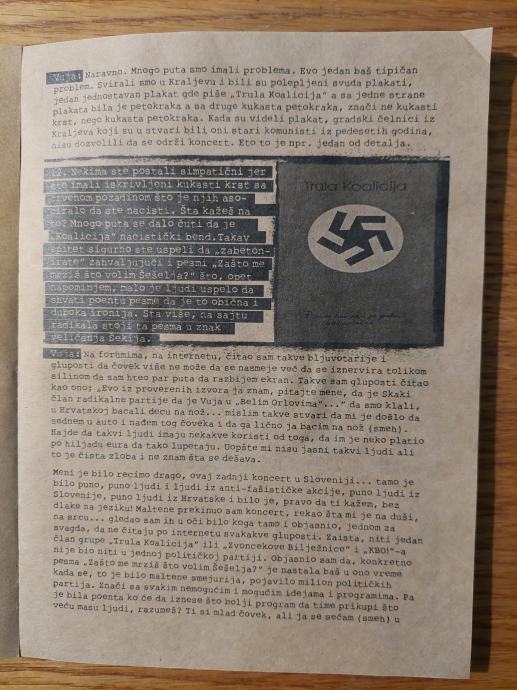 Vuja: Naravno. Mnogo puta smo imali problema. Evo jedan baš tipičan
problem. Svirali smo u Kraljevu i bili su polepljeni svuda plakati,
jedan jednostavan plakat gde piše „Trula Koalicija" a sa jedne strane
plakata bila je petokraka a sa druge kukasta petokraka, znači ne kukasti
krst, nego kukasta petokraka. Kada su videli plakat, gradski čelnici iz
Kraljeva koji su u stvari bili oni stari komunisti iz pedesetih godina,
nisu dozvolili da se održi koncert. Eto to je npr. jedan od detalja.
12. Nekima ste postali simpatični jer
ste imali iskrivljeni kukasti krst sa
crvenom pozadinom što je njih aso-
ciralo da ste nacisti. Šta kažeš na
to? Mnogo puta se dalo čuti da je
„Koalicija" nacistički bend. Takav
epitet sigurno ste uspeli da „zabeton-
irate" zahvaljujući i pesmi „Zašto me
mrziš što volim Šešelja?" što, opet
napominjem, malo je ljudi uspelo da
shvati poentu pesme da je to obična i
duboka ironija. Šta više, na sajtu
radikala stoji ta pesma u znak
veličanja Šekija.
Trula Koalicija
Vuja: Na forumima, na internetu, čitao sam takve bljuvotarije i
gluposti da čovek više ne može da se nasmeje već da se iznervira tolikom
silinom da sam hteo par puta da razbijem ekran. Takve sam gluposti čitao
kao ono; „Evo iz proverenih izvora ja znam, pitajte mene, da je Skaki
član radikalne partije da je Vuja u „Belim Orlovima"..." da smo klali,
u Hrvatskoj bacali decu na nož... mislim takve stvari da mi je došlo da
sednem u auto i nađem tog čoveka i da ga lično ja bacim na nož (smeh).
Hajde da takvi ljudi imaju nekakve koristi od toga, da im je neko platio
po hiljadu eura da tako lupetaju. Uopšte mi nisu jasni takvi ljudi ali
to je čista zloba i ne znam šta se dešava.
Meni je bilo recimo drago, ovaj zadnji koncert u Sloveniji... tamo je
bilo puno, puno ljudi i ljudi iz anti-fašističke akcije, puno ljudi iz
Slovenije, puno ljudi iz Hrvatske i bilo je, pravo da ti kažem, bez
dlake na jeziku! Maltene prekinuo sam koncert, rekao šta mi je na duši,
na srcu... gledao sam ih u oči bilo koga tamo i objasnio, jednom za
svagda, da ne čitaju po internetu svakakve gluposti. Zaista, niti jedan
član grupe „Trula Koalicija" ili „Zvoncekove Bilježnice" i „KBO!"-a
nije bio niti u jednoj političkoj partiji. Objasnio sam da, konkretno
pesma „Zašto me mrziš što volim Šešelja?" je nastala baš u ono vreme
kada se, to je bilo maltene smejurija, pojavilo milion političkih
partija. Znači sa svakim nemogućim i mogućim idejama i programima. Pa
je bila poenta ko će da iznese što bolji program da time prikupi što
veću masu ljudi, razumeš? Ti si mlad čovek, ali ja se sećam (smeh) u